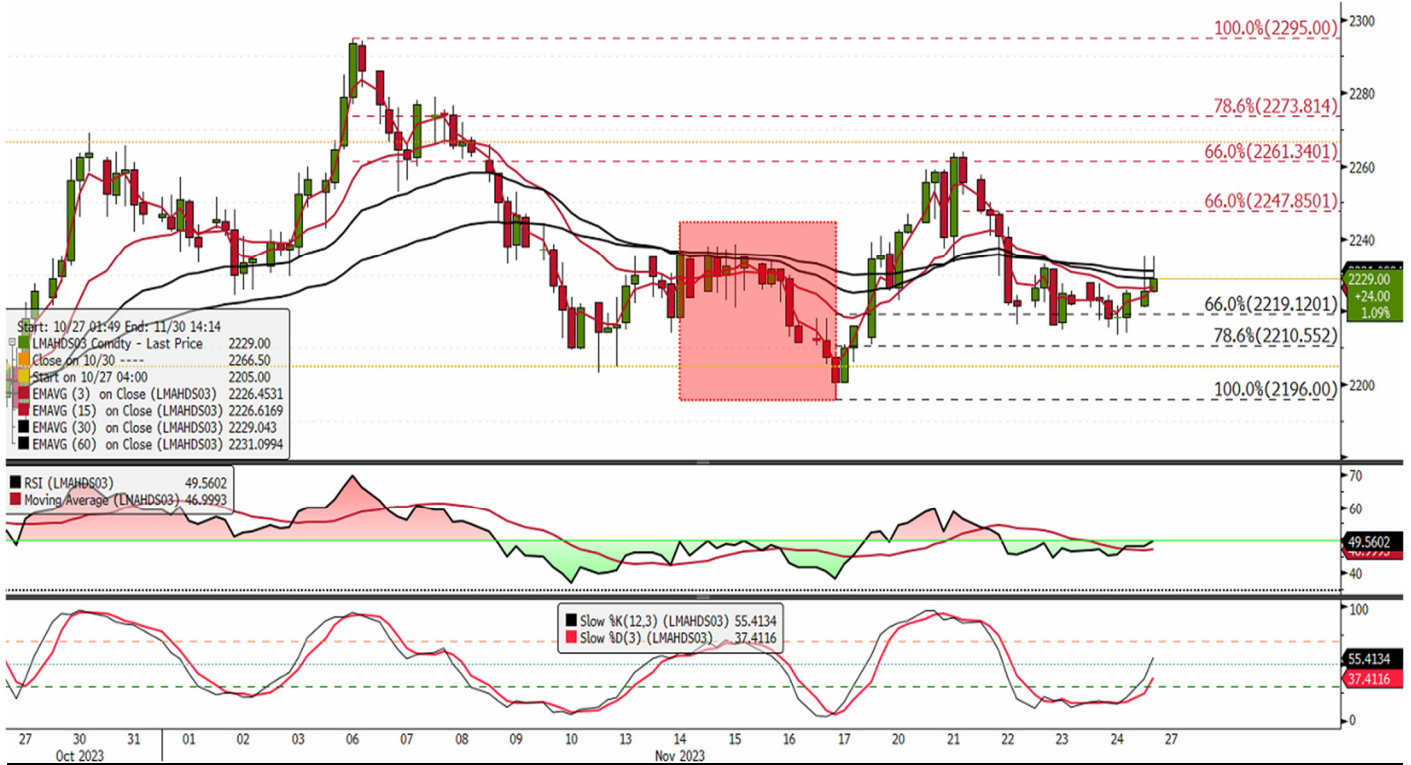 2300
100.0%(2295.00)
2280
78.6%(2273.814)
2260
66.0%(2261.3401)
66.0%(2247.8501)
2240
2229.00
+24.00
1.09%
66.0%(2219.1201)
78.6%(2210.552)
2200
100.0%(2196.00)
Start: 10/27 01:49 End: 11/30 14:14
LMAHDS03 Comdty - Last Price 2229.00
Close on 10/30 ---- 2266.50
Start on 10/27 04:00 2205.00
EMAVG (3) on Close (LMAHDS03) 2226.4531
EMAVG (15) on Close (LMAHDS03) 2226.6169
EMAVG (30) on Close (LMAHDS03) 2229.043
EMAVG (60) on Close (LMAHDS03) 2231.0994
RSI (LMAHDS03) 49.5602
Moving Average (LMAHDS03) 46.9993
70
60
49.5602
40
Slow %K(12,3) (LMAHDS03) 55.4134
Slow %D(3) (LMAHDS03) 37.4116
100
55.4134
37.4116
0
27 30 31 01 02 03 06 07 08 09 10 13 14 15 16 17 20 21 22 23 24 27
Oct 2023 Nov 2023